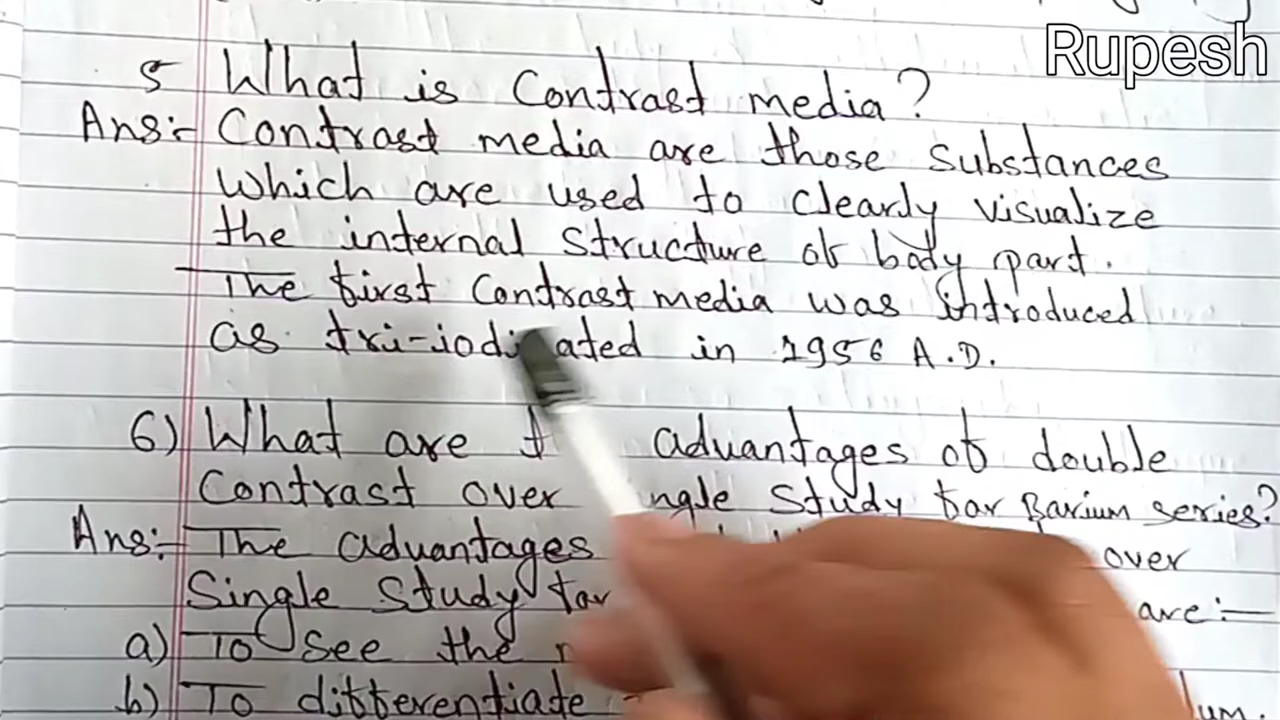 Rupesh
5 What is Contrast media?
Ans:- Contrast media are those substances
which are used to clearly visualize
the internal structure of body part.
The first Contrast media was introduced
as tri-iodinated in 1956 A.D.
6) What are advantages of double
Contrast over study for Barium series?
Ans:- The advantages over
Single study for are:-
a) To see the
b) To differentiate